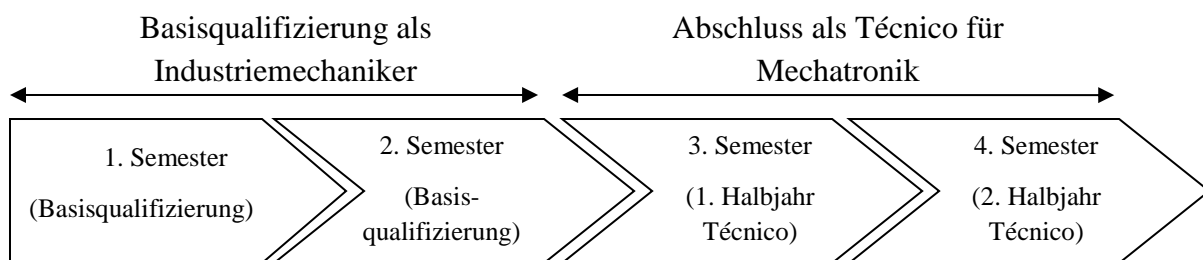 Basisqualifizierung als
Industriemechaniker
Abschluss als Técnico für
Mechatronik
1. Semester
(Basisqualifizierung)
2. Semester
(Basis-
qualifizierung)
3. Semester
(1. Halbjahr
Técnico)
4. Semester
(2. Halbjahr
Técnico)